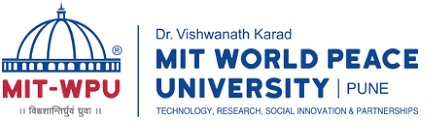 ®
MIT-WPU
॥ विश्वशान्तिर्ध्रुवं ध्रुवा ॥
Dr. Vishwanath Karad
MIT WORLD PEACE
UNIVERSITY | PUNE
TECHNOLOGY, RESEARCH, SOCIAL INNOVATION & PARTNERSHIPS